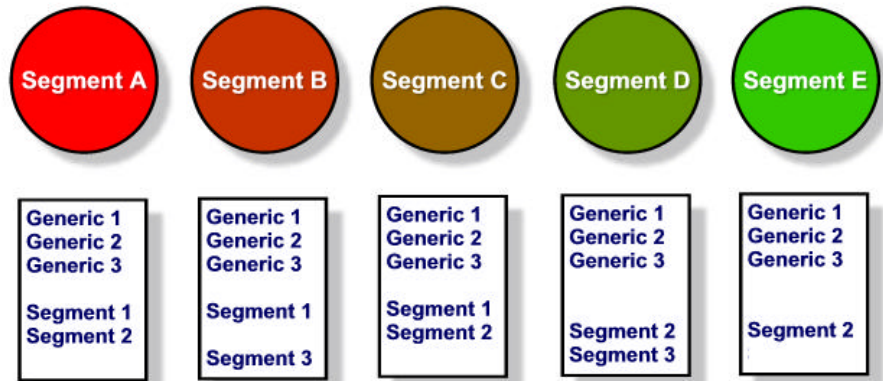 Segment A
Segment B
Segment C
Segment D
Segment E
Generic 1
Generic 2
Generic 3
Segment 1
Segment 2
Generic 1
Generic 2
Generic 3
Segment 1
Segment 3
Generic 1
Generic 2
Generic 3
Segment 1
Segment 2
Generic 1
Generic 2
Generic 3
Segment 2
Segment 3
Generic 1
Generic 2
Generic 3
Segment 2